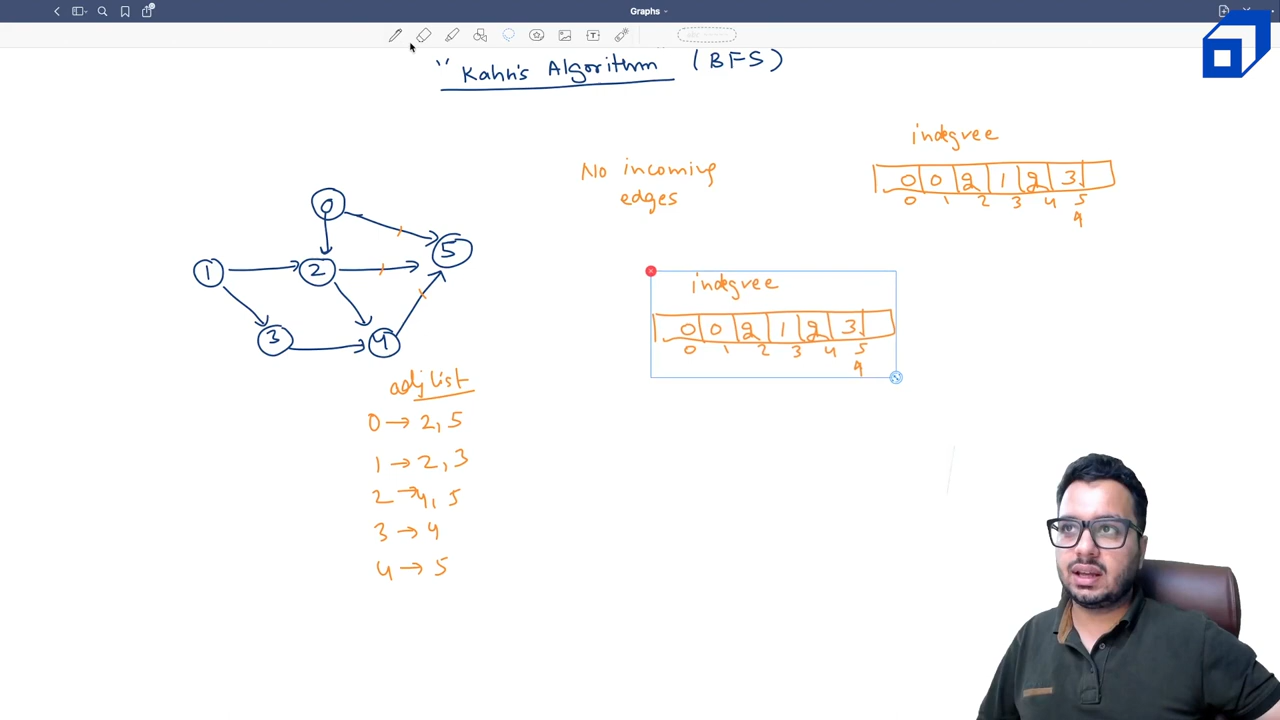 Graphs
"Kahn's Algorithm" (BFS)
indegree
0 0 2 1 2 3
0 1 2 3 4 5
9
No incoming
edges
0
5
1
2
3
4
indegree
0 0 2 1 2 3
0 1 2 3 4 5
9
adj list
0 → 2, 5
1 → 2, 3
2 → 4, 5
3 → 4
4 → 5